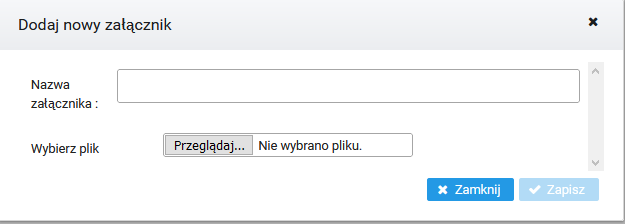 Dodaj nowy załącznik
Nazwa
załącznika :
Wybierz plik
Przeglądaj... Nie wybrano pliku.
Zamknij Zapisz